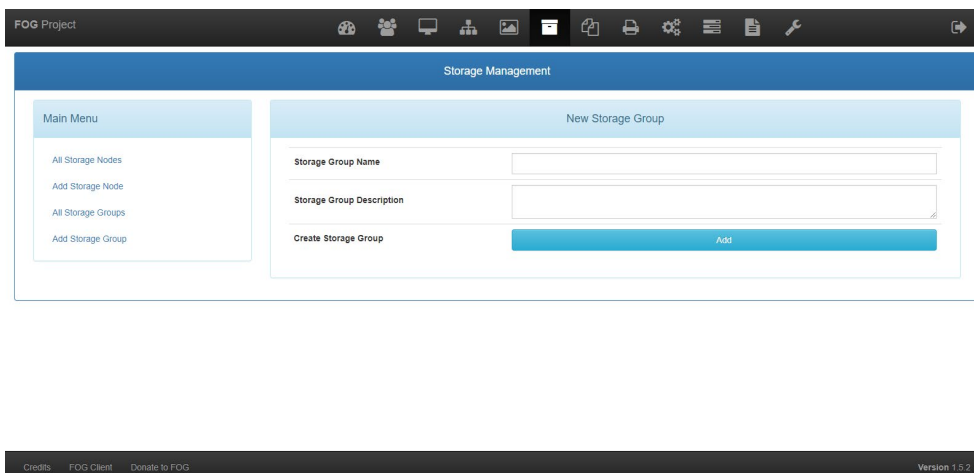 FOG Project
Storage Management
Main Menu
All Storage Nodes
Add Storage Node
All Storage Groups
Add Storage Group
New Storage Group
Storage Group Name
Storage Group Description
Create Storage Group
Add
Credits FOG Client Donate to FOG
Version 1.5.2